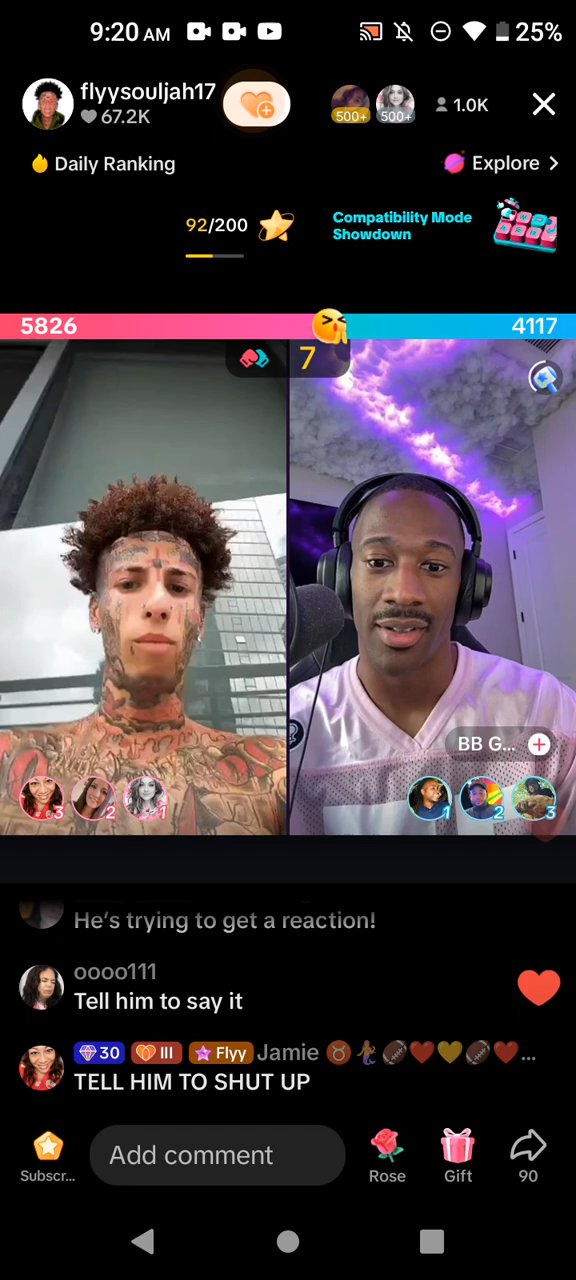 9:20 AM
25%
flyysouljah17
67.2K
500+
500+
1.0K
Daily Ranking
Explore
92/200
Compatibility Mode
Showdown
5826
4117
7
BB G...
3
2
1
1
2
3
He's trying to get a reaction!
oooo111
Tell him to say it
30 III Flyy Jamie ...
TELL HIM TO SHUT UP
Add comment
Subscr...
Rose
Gift
90